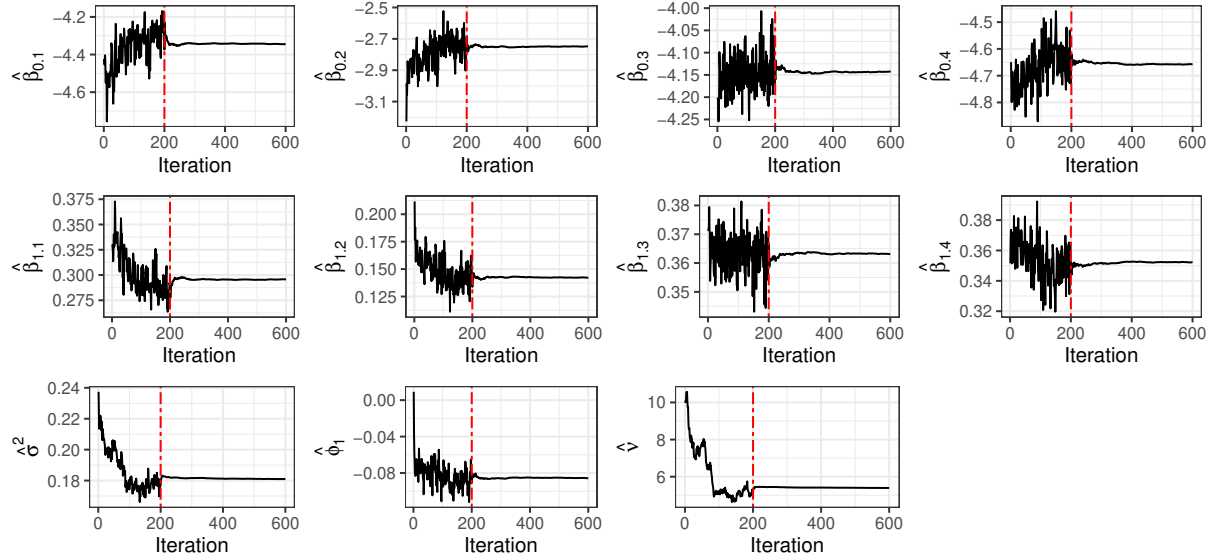 β̂0.1
−4.2
−4.4
−4.6
0 200 400 600
Iteration
β̂0.2
−2.5
−2.7
−2.9
−3.1
0 200 400 600
Iteration
β̂0.3
−4.00
−4.05
−4.10
−4.15
−4.20
−4.25
0 200 400 600
Iteration
β̂0.4
−4.5
−4.6
−4.7
−4.8
0 200 400 600
Iteration
β̂1.1
0.375
0.350
0.325
0.300
0.275
0 200 400 600
Iteration
β̂1.2
0.200
0.175
0.150
0.125
0 200 400 600
Iteration
β̂1.3
0.38
0.37
0.36
0.35
0 200 400 600
Iteration
β̂1.4
0.38
0.36
0.34
0.32
0 200 400 600
Iteration
σ̂²
0.24
0.22
0.20
0.18
0 200 400 600
Iteration
ϕ̂1
0.00
−0.04
−0.08
0 200 400 600
Iteration
ν̂
10
8
6
0 200 400 600
Iteration